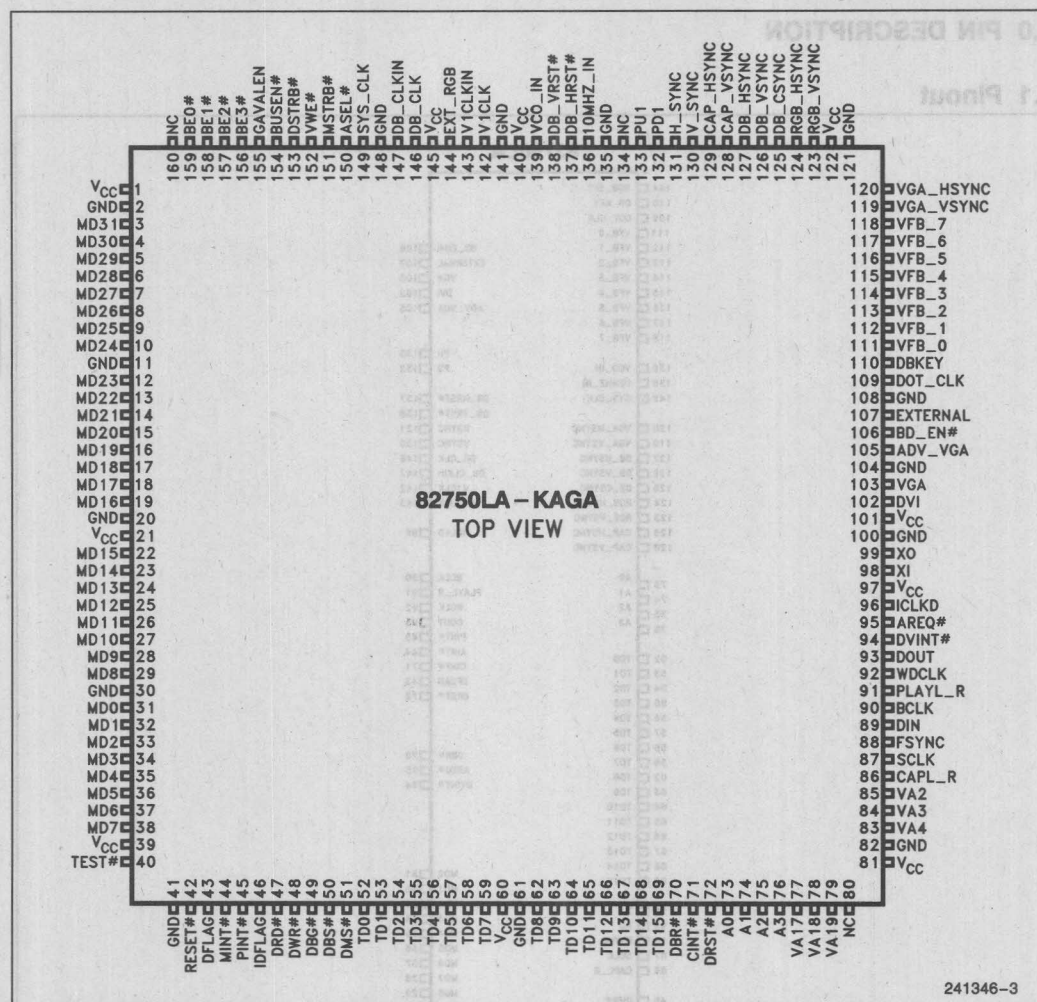 160 NC
159 BE0#
158 BE1#
157 BE2#
156 BE3#
155 GAVALEN
154 BUSEN#
153 DSTRB#
152 VWE#
151 MSTRB#
150 ASEL#
149 SYS_CLK
148 GND
147 DB_CLKIN
146 DB_CLK
145 VCC
144 EXT_RGB
143 V1CLKIN
142 V1CLK
141 GND
140 VCC
139 VCO_IN
138 DB_VRST#
137 DB_HRST#
136 10MHZ_IN
135 GND
134 NC
133 PU1
132 PD1
131 H_SYNC
130 V_SYNC
129 CAP_HSYNC
128 CAP_VSYNC
127 DB_HSYNC
126 DB_VSYNC
125 DB_CSYNC
124 RGB_HSYNC
123 RGB_VSYNC
122 VCC
121 GND
VCC 1
GND 2
MD31 3
MD30 4
MD29 5
MD28 6
MD27 7
MD26 8
MD25 9
MD24 10
GND 11
MD23 12
MD22 13
MD21 14
MD20 15
MD19 16
MD18 17
MD17 18
MD16 19
GND 20
VCC 21
MD15 22
MD14 23
MD13 24
MD12 25
MD11 26
MD10 27
MD9 28
MD8 29
GND 30
MD0 31
MD1 32
MD2 33
MD3 34
MD4 35
MD5 36
MD6 37
MD7 38
VCC 39
TEST# 40
82750LA–KAGA
TOP VIEW
120 VGA_HSYNC
119 VGA_VSYNC
118 VFB_7
117 VFB_6
116 VFB_5
115 VFB_4
114 VFB_3
113 VFB_2
112 VFB_1
111 VFB_0
110 DBKEY
109 DOT_CLK
108 GND
107 EXTERNAL
106 BD_EN#
105 ADV_VGA
104 GND
103 VGA
102 DVI
101 VCC
100 GND
99 XO
98 XI
97 VCC
96 ICLKD
95 AREQ#
94 DVINT#
93 DOUT
92 WDCLK
91 PLAYL_R
90 BCLK
89 DIN
88 FSYNC
87 SCLK
86 CAPL_R
85 VA2
84 VA3
83 VA4
82 GND
81 VCC
GND 41
RESET# 42
DFLAG 43
MINT# 44
PINT# 45
IDFLAG 46
DRD# 47
DWR# 48
DBG# 49
DBS# 50
DMS# 51
TD0 52
TD1 53
TD2 54
TD3 55
TD4 56
TD5 57
TD6 58
TD7 59
VCC 60
GND 61
TD8 62
TD9 63
TD10 64
TD11 65
TD12 66
TD13 67
TD14 68
TD15 69
DBR# 70
CINT# 71
DRST# 72
A0 73
A1 74
A2 75
A3 76
VA17 77
VA18 78
VA19 79
NC 80
241346–3